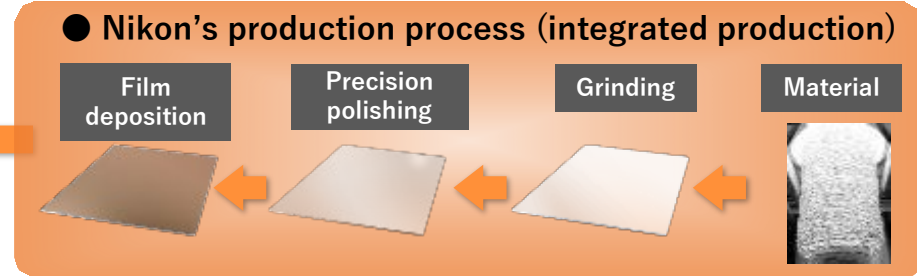 ● Nikon’s production process (integrated production)
Film
deposition
Precision
polishing
Grinding
Material